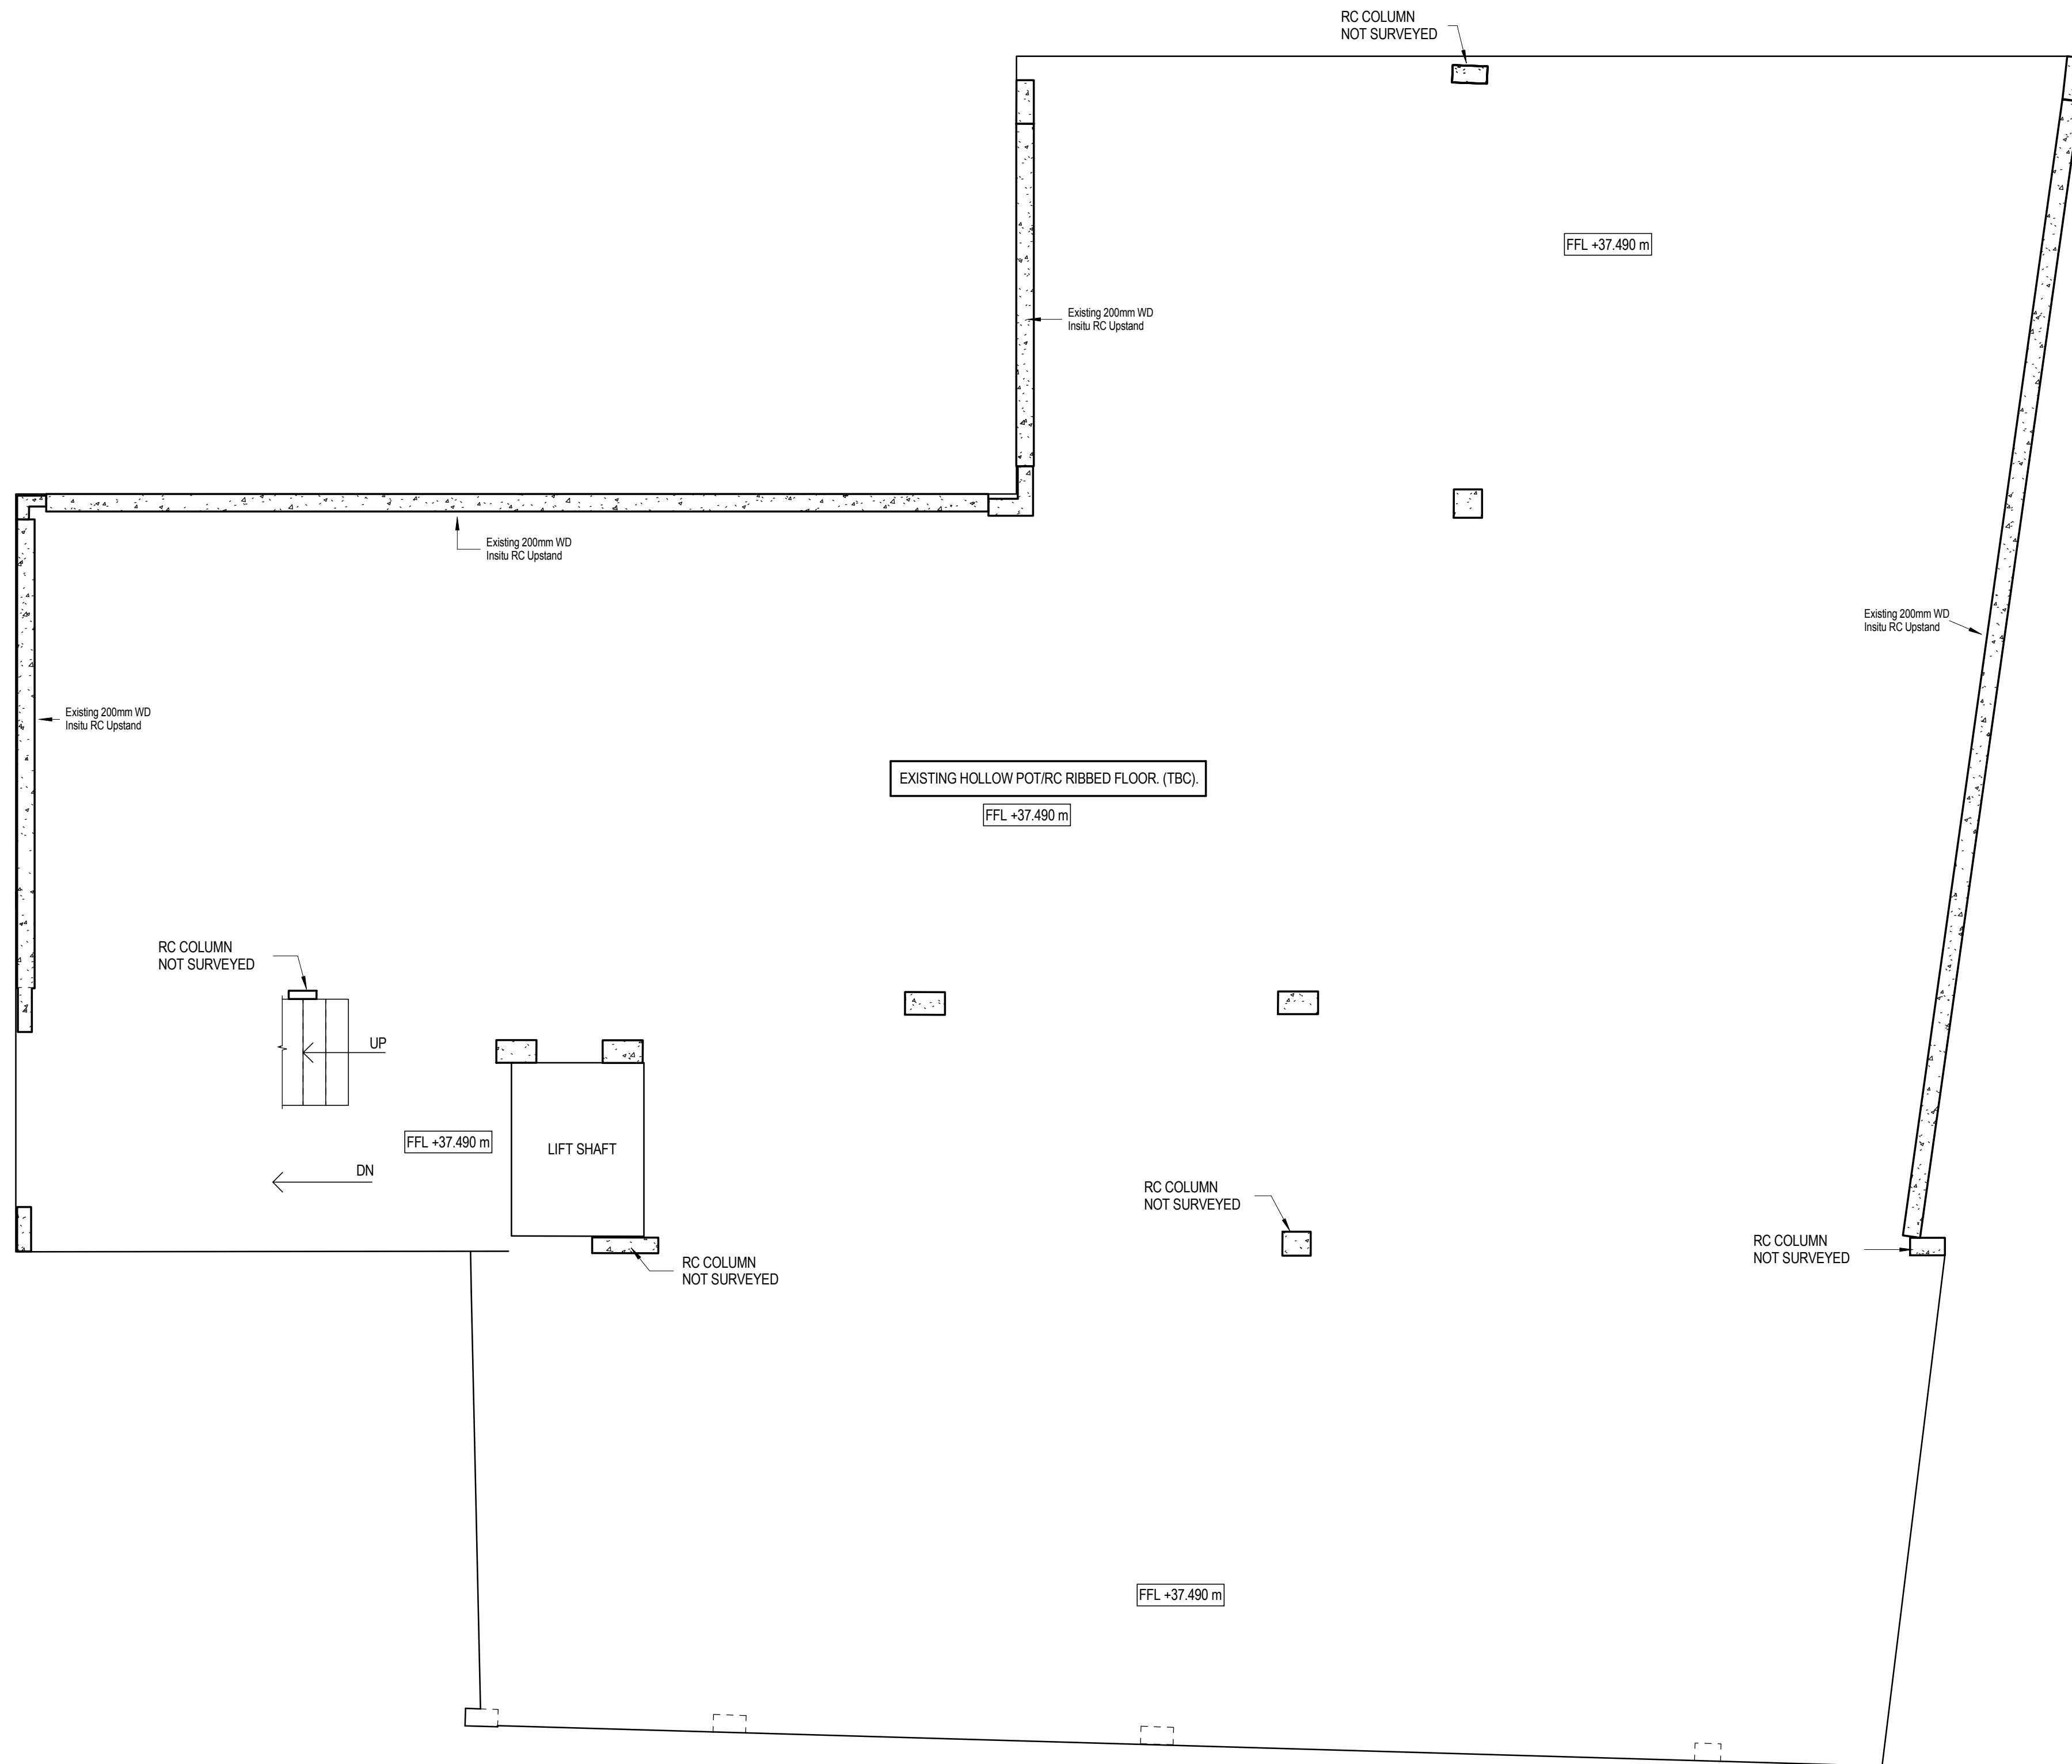 RC COLUMN
NOT SURVEYED
FFL +37.490 m
Existing 200mm WD
Insitu RC Upstand
Existing 200mm WD
Insitu RC Upstand
Existing 200mm WD
Insitu RC Upstand
Existing 200mm WD
Insitu RC Upstand
EXISTING HOLLOW POT/RC RIBBED FLOOR. (TBC).
FFL +37.490 m
RC COLUMN
NOT SURVEYED
UP
FFL +37.490 m
LIFT SHAFT
DN
RC COLUMN
NOT SURVEYED
RC COLUMN
NOT SURVEYED
RC COLUMN
NOT SURVEYED
FFL +37.490 m